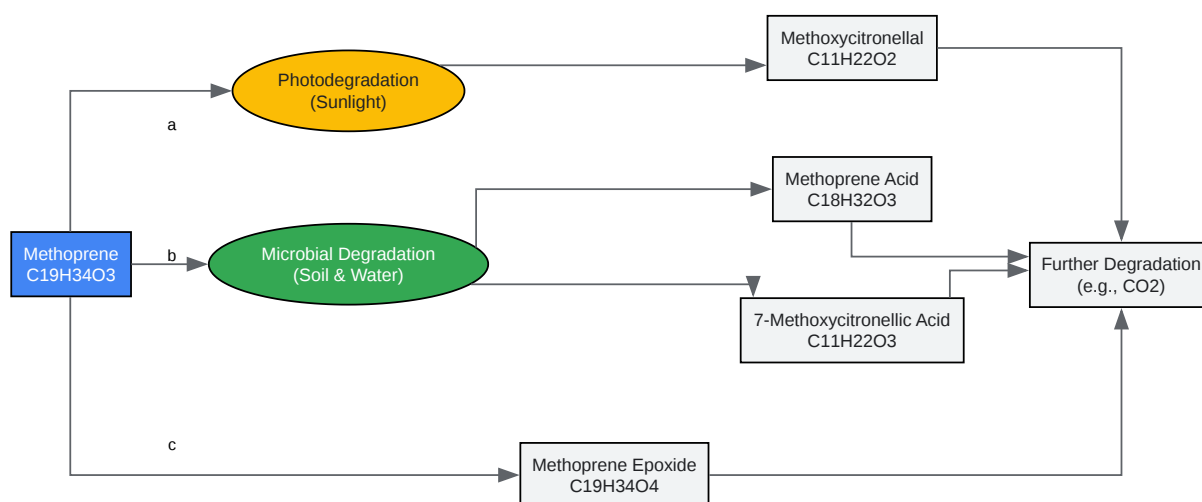 Methoxycitronellal
C11H22O2
Photodegradation
(Sunlight)
a
Methoprene Acid
C18H32O3
Methoprene
C19H34O3
b
Microbial Degradation
(Soil & Water)
Further Degradation
(e.g., CO2)
7-Methoxycitronellic Acid
C11H22O3
c
Methoprene Epoxide
C19H34O4